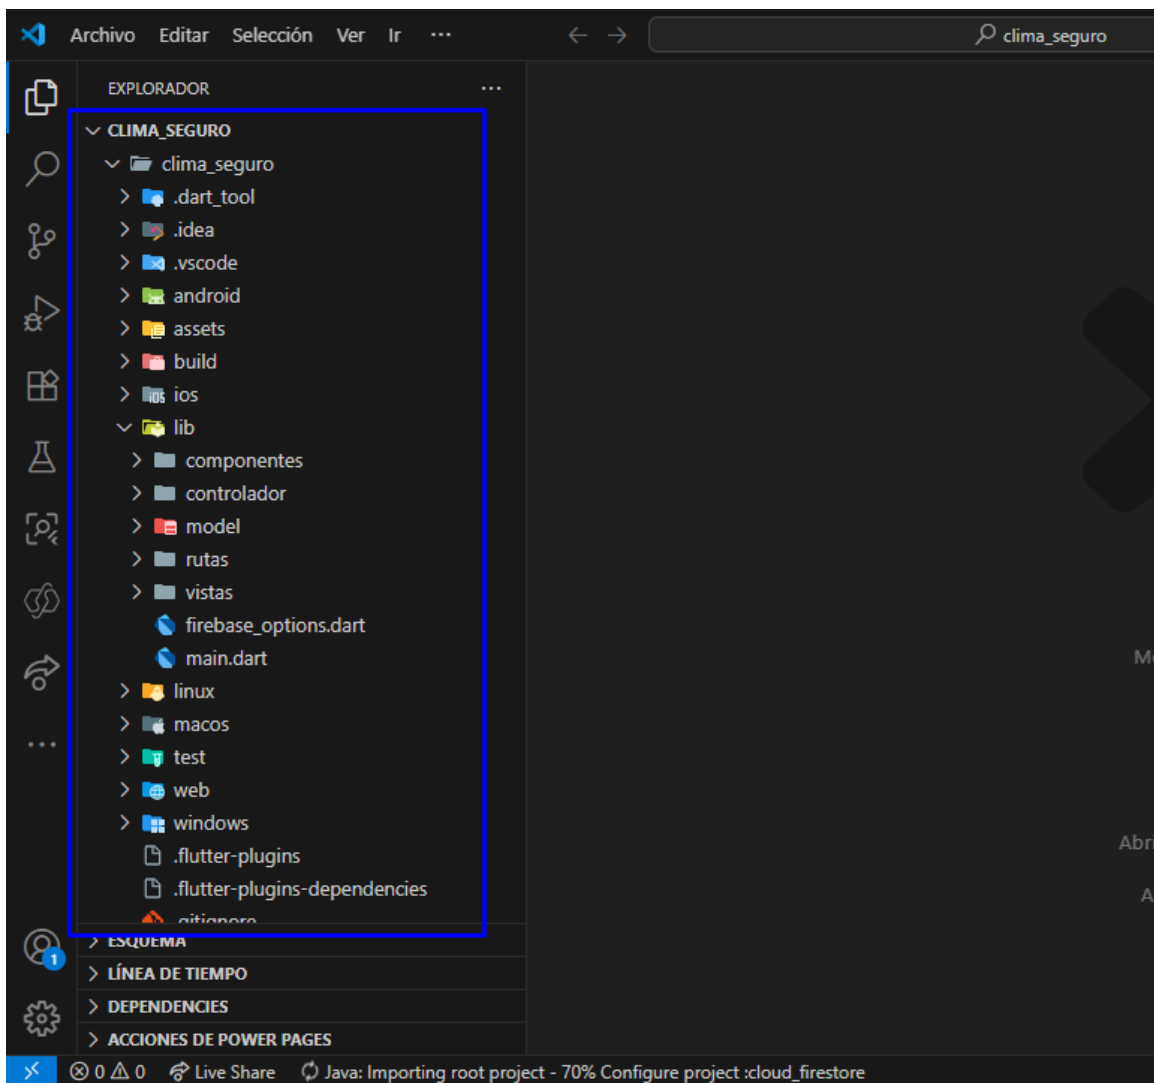 Archivo Editar Selección Ver Ir ··· clima_seguro
EXPLORADOR ···
CLIMA_SEGURO
clima_seguro
.dart_tool
.idea
.vscode
android
assets
build
ios
lib
componentes
controlador
model
rutas
vistas
firebase_options.dart
main.dart
linux
macos
test
web
windows
.flutter-plugins
.flutter-plugins-dependencies
.gitignore
ESQUEMA
LÍNEA DE TIEMPO
DEPENDENCIES
ACCIONES DE POWER PAGES
1
0 0 Live Share Java: Importing root project - 70% Configure project :cloud_firestore